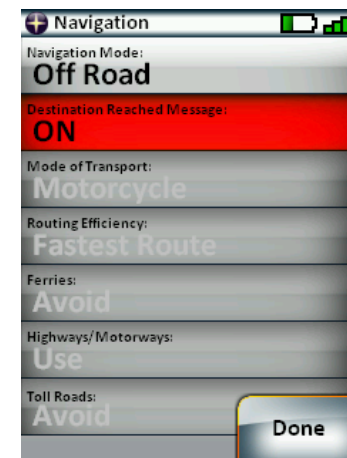 Navigation
Navigation Mode:
Off Road
Destination Reached Message:
ON
Mode of Transport:
Motorcycle
Routing Efficiency:
Fastest Route
Ferries:
Avoid
Highways/Motorways:
Use
Toll Roads:
Avoid
Done